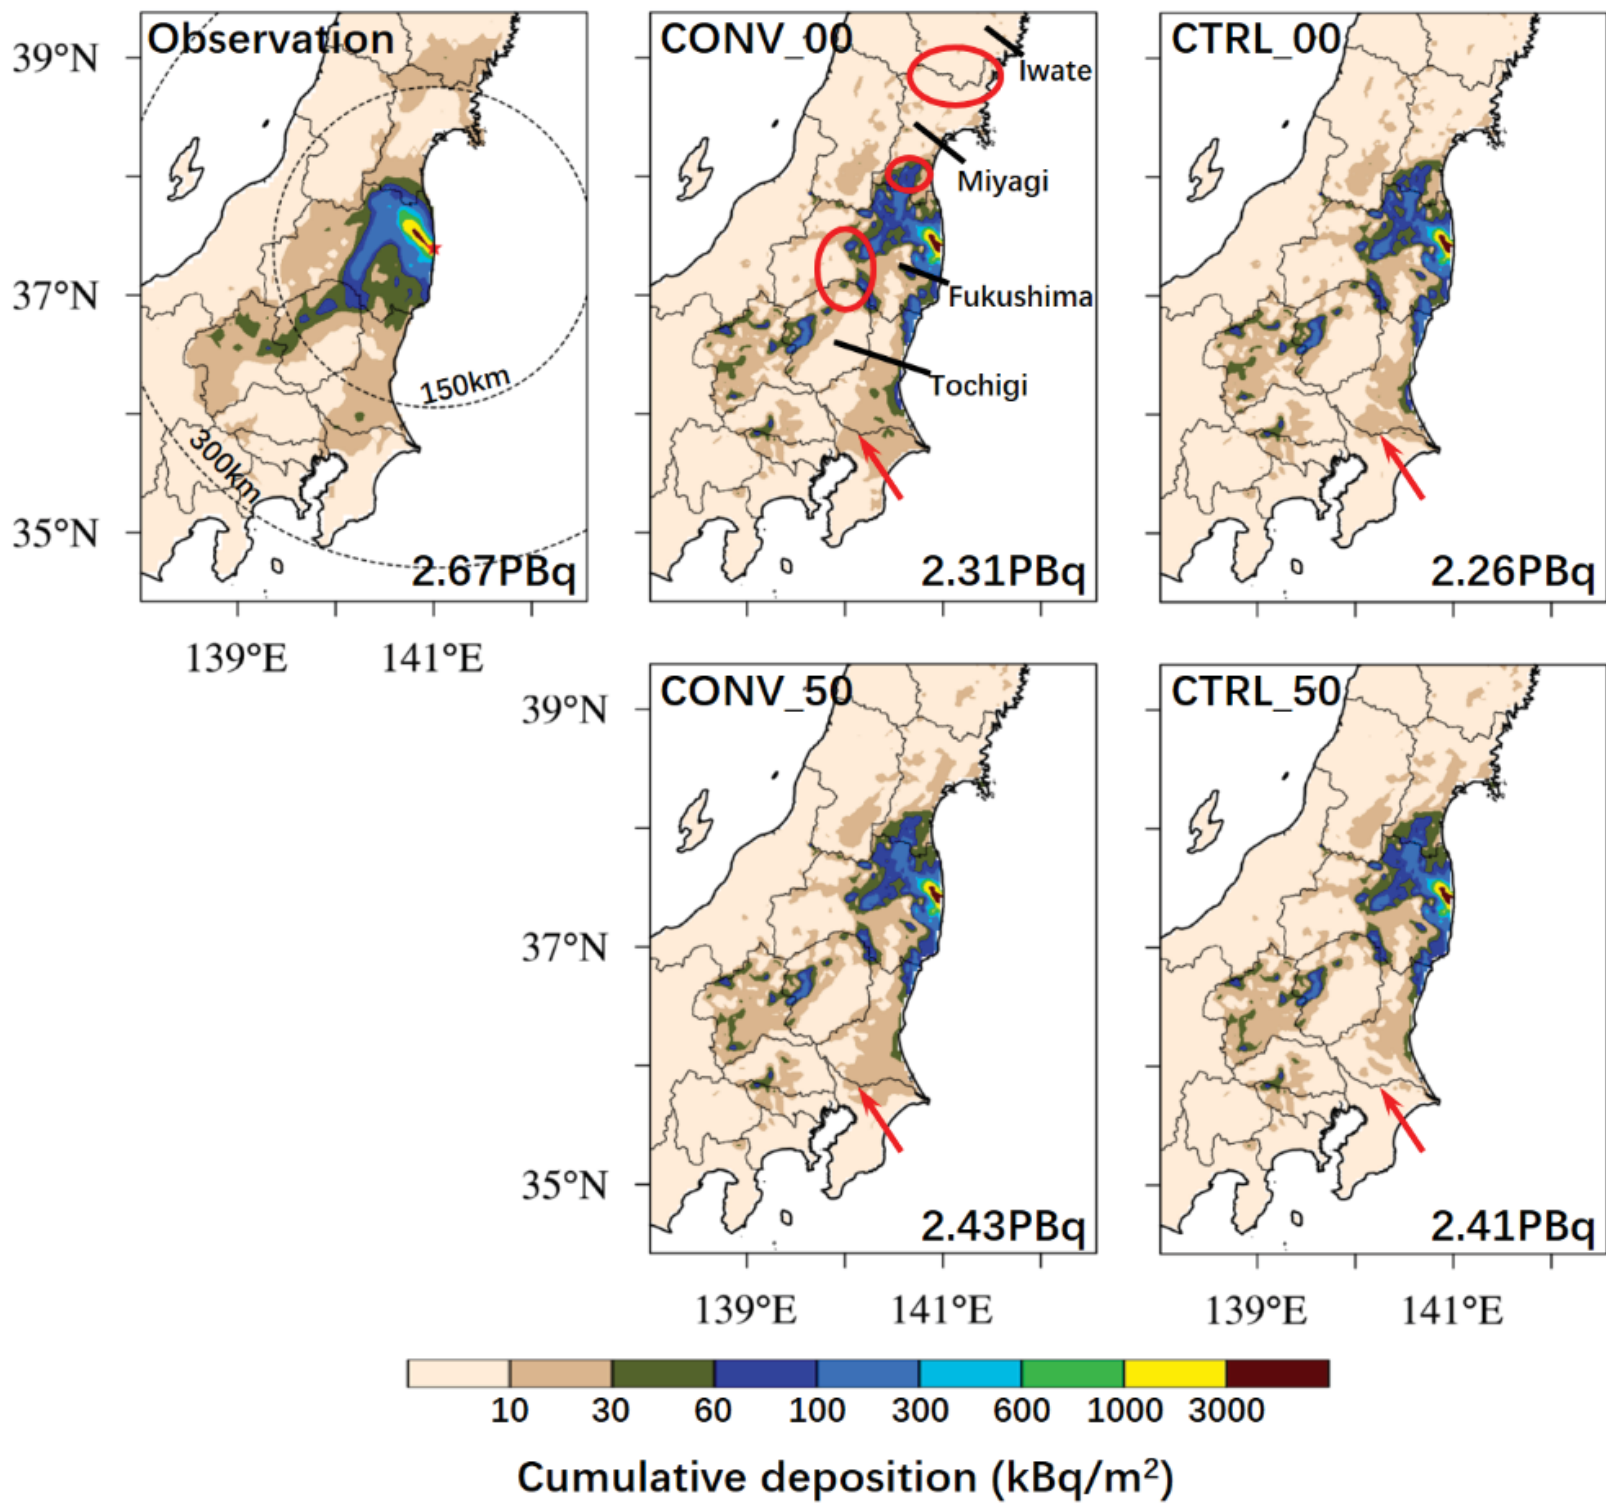 Observation
CONV_00
CTRL_00
39°N
37°N
35°N
Iwate
Miyagi
Fukushima
Tochigi
150km
300km
2.67PBq
2.31PBq
2.26PBq
139°E
141°E
CONV_50
CTRL_50
39°N
37°N
35°N
2.43PBq
2.41PBq
139°E
141°E
139°E
141°E
10 30 60 100 300 600 1000 3000
Cumulative deposition (kBq/m²)